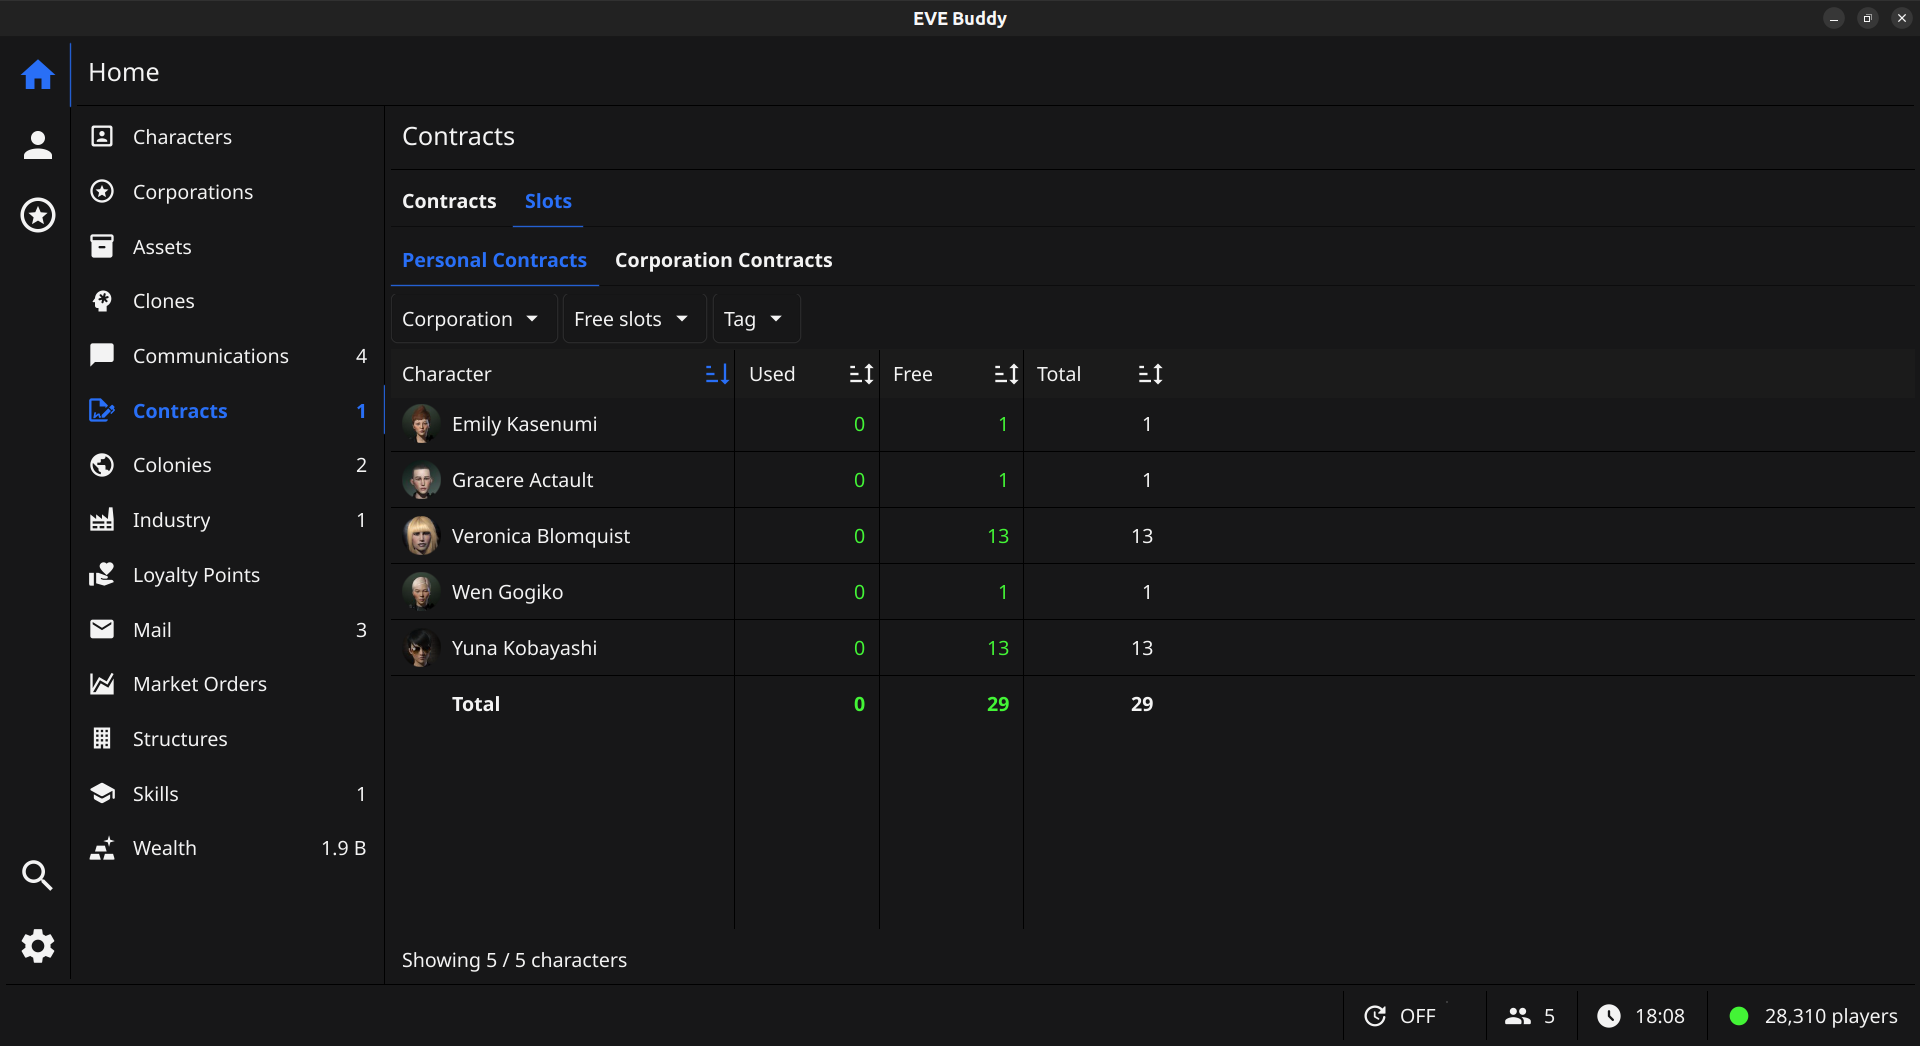 EVE Buddy
Home
Characters
Corporations
Assets
Clones
Communications 4
Contracts 1
Colonies 2
Industry 1
Loyalty Points
Mail 3
Market Orders
Structures
Skills 1
Wealth 1.9 B
Contracts
Contracts Slots
Personal Contracts Corporation Contracts
Corporation Free slots Tag
Character Used Free Total
Emily Kasenumi 0 1 1
Gracere Actault 0 1 1
Veronica Blomquist 0 13 13
Wen Gogiko 0 1 1
Yuna Kobayashi 0 13 13
Total 0 29 29
Showing 5 / 5 characters
OFF 5 18:08 28,310 players